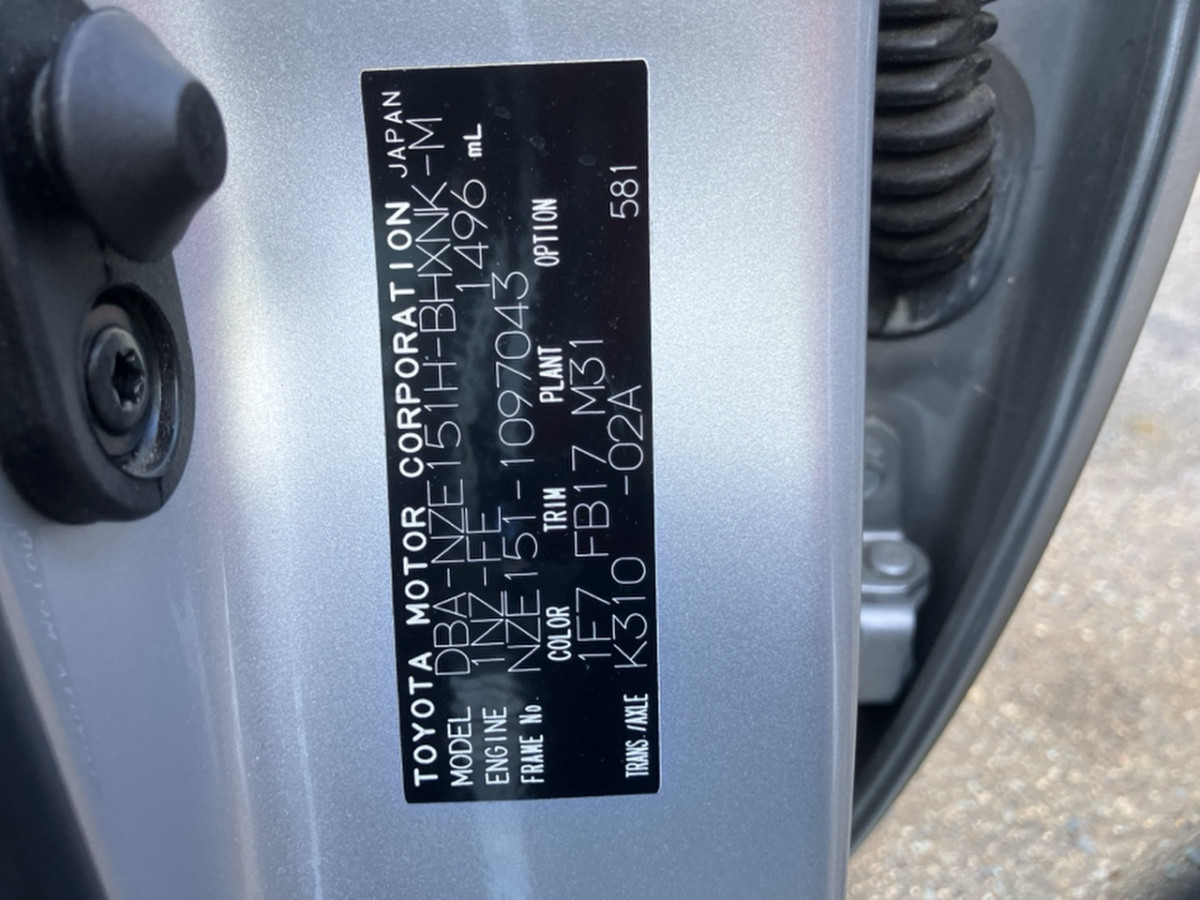 TOYOTA MOTOR CORPORATION JAPAN
MODEL DBA-NZE151H-BHXNK-M
ENGINE 1NZ-FE 1496 mL
FRAME No. NZE151-1097043
COLOR TRIM PLANT OPTION
1F7 FB17 M31
TRANS./AXLE K310 -02A 581